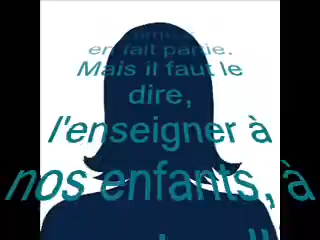 en fait partie.
Mais il faut le
dire,
l'enseigner à
nos enfants, à